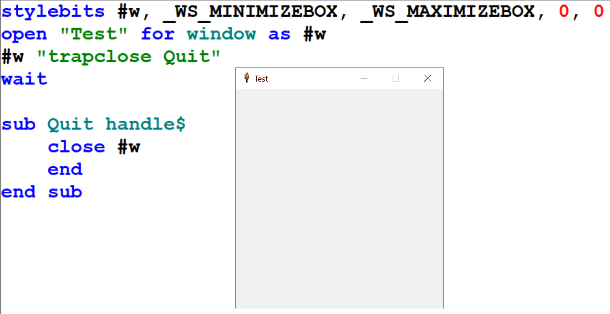 stylebits #w, _WS_MINIMIZEBOX, _WS_MAXIMIZEBOX, 0, 0
open "Test" for window as #w
#w "trapclose Quit"
wait
Test
sub Quit handle$
    close #w
    end
end sub